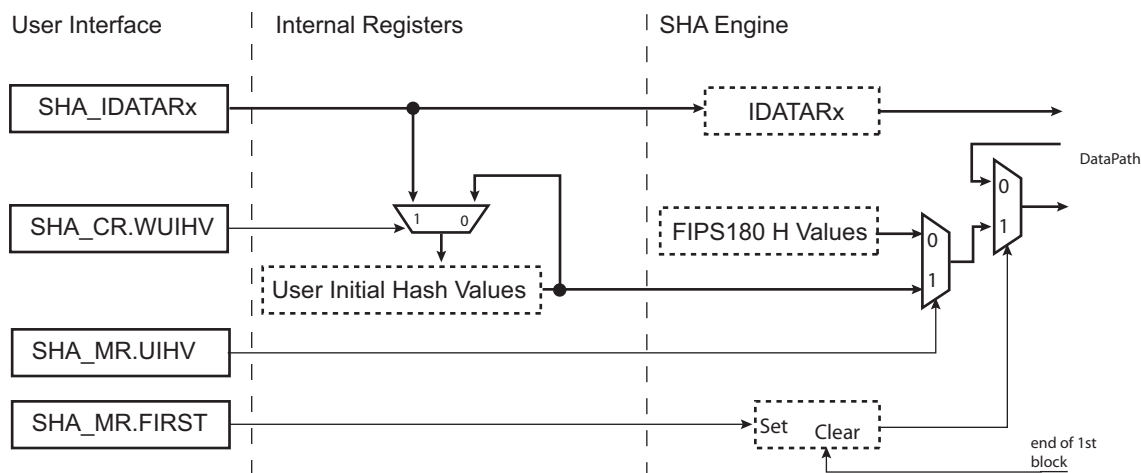 User Interface
Internal Registers
SHA Engine
SHA_IDATARx
IDATARx
DataPath
0
1
SHA_CR.WUIHV
1
0
FIPS180 H Values
0
1
User Initial Hash Values
SHA_MR.UIHV
SHA_MR.FIRST
Set
Clear
end of 1st
block